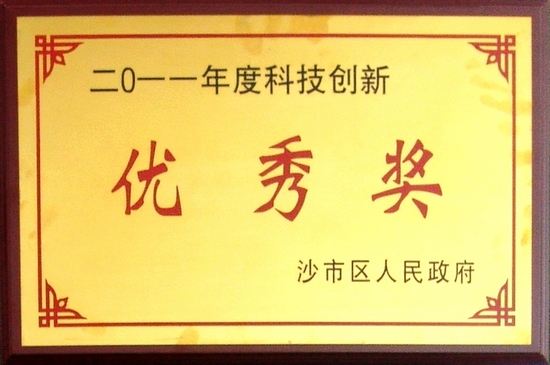 二0一一年度科技创新
优秀奖
沙市区人民政府